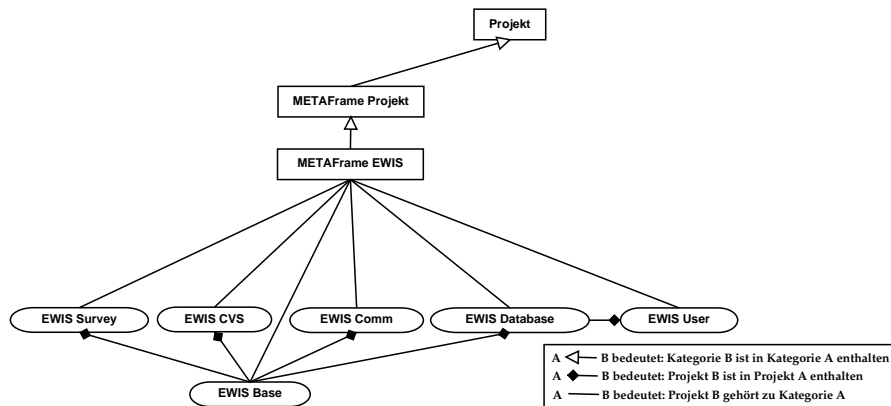 Projekt
METAFrame Projekt
METAFrame EWIS
EWIS Survey
EWIS CVS
EWIS Comm
EWIS Database
EWIS User
EWIS Base
A B bedeutet: Kategorie B ist in Kategorie A enthalten
A B bedeutet: Projekt B ist in Projekt A enthalten
A B bedeutet: Projekt B gehört zu Kategorie A